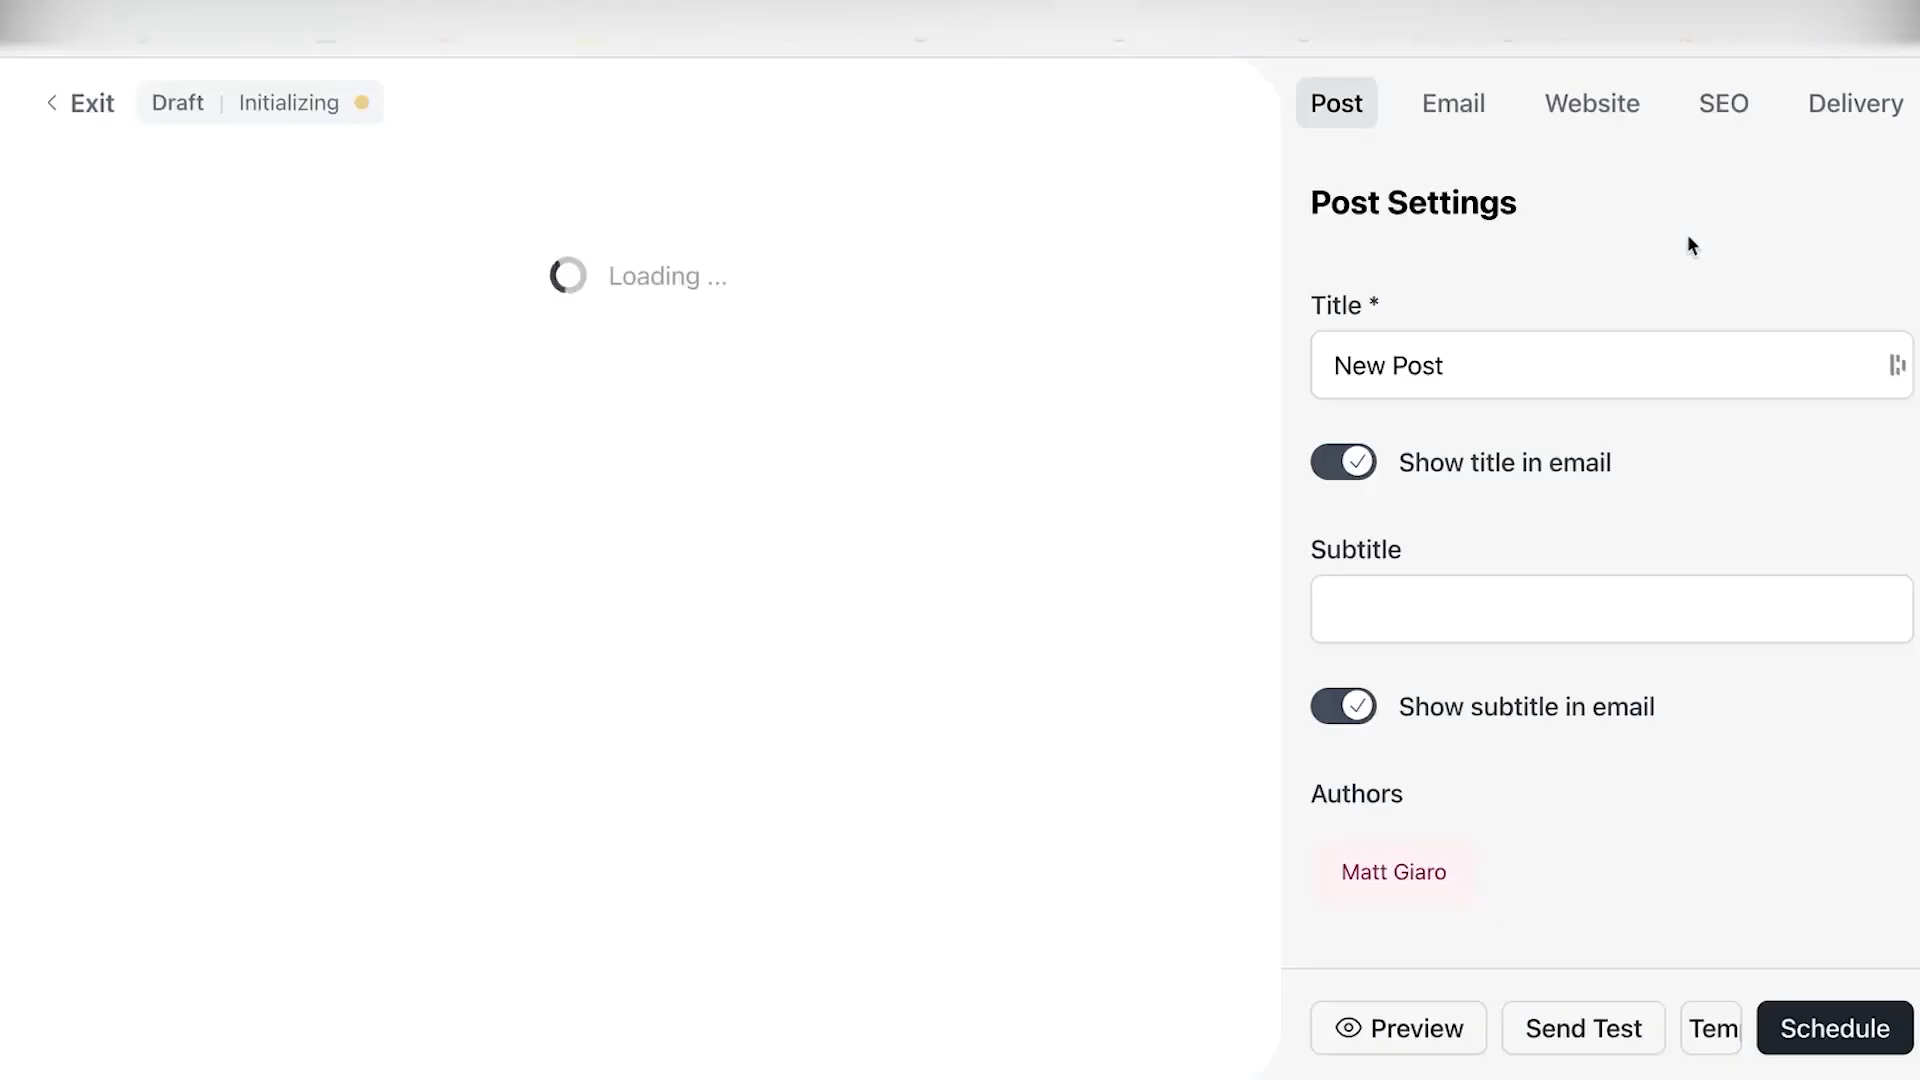 Exit
Draft | Initializing
Post Email Website SEO Delivery
Post Settings
Loading ...
Title *
New Post
Show title in email
Subtitle
Show subtitle in email
Authors
Matt Giaro
Preview Send Test Tem Schedule